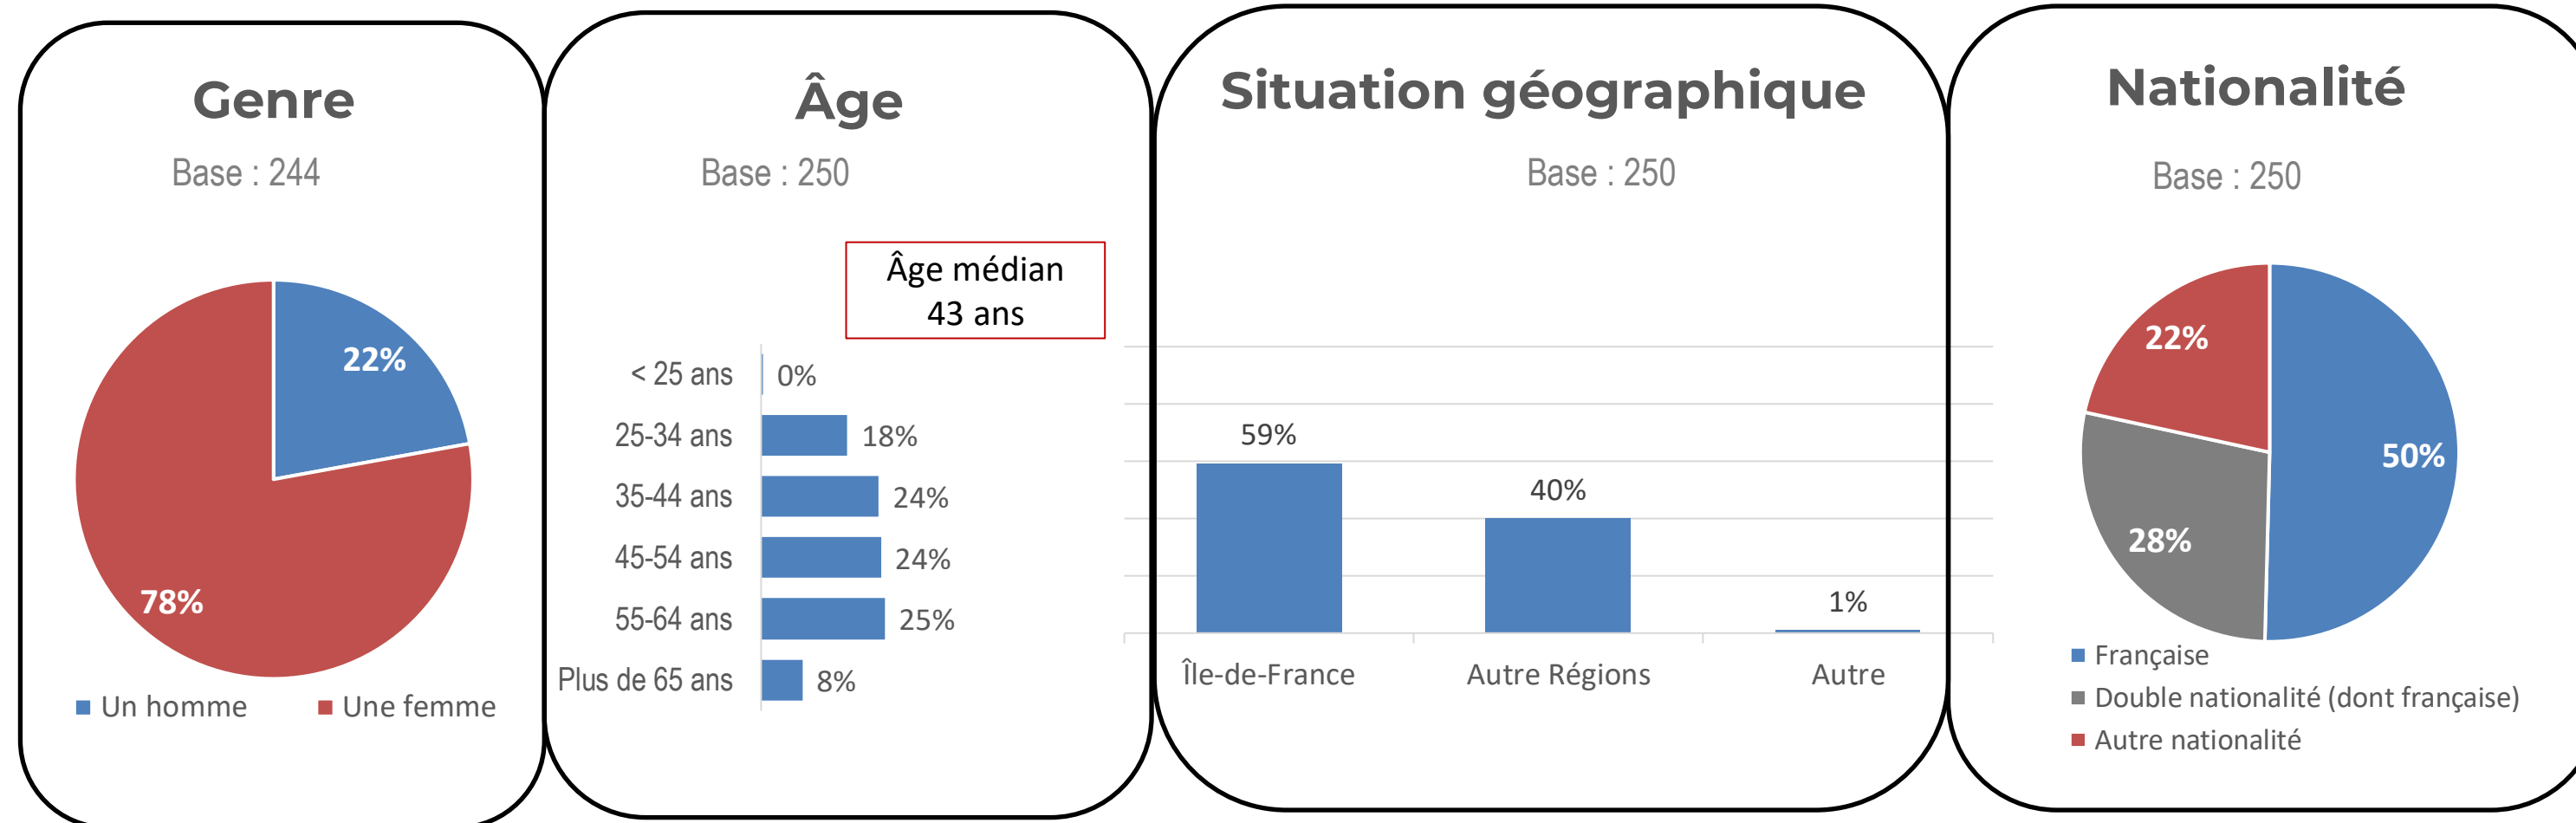 Genre
Base : 244
22%
78%
Un homme
Une femme
Âge
Base : 250
Âge médian
43 ans
< 25 ans
0%
25-34 ans
18%
35-44 ans
24%
45-54 ans
24%
55-64 ans
25%
Plus de 65 ans
8%
Situation géographique
Base : 250
59%
40%
1%
Île-de-France
Autre Régions
Autre
Nationalité
Base : 250
22%
50%
28%
Française
Double nationalité (dont française)
Autre nationalité